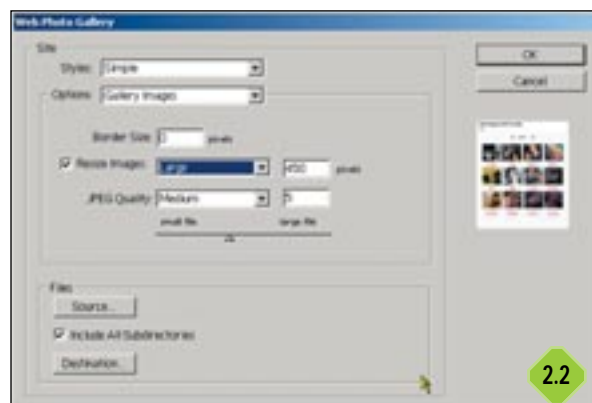 Web Photo Gallery
Site
Styles: Simple
Options: Gallery Images
Border Size: pixels
Resize Images: Large 450 pixels
JPEG Quality: Medium 5
small file large file
Files
Source...
Include All Subdirectories
Destination...
OK
Cancel
2.2